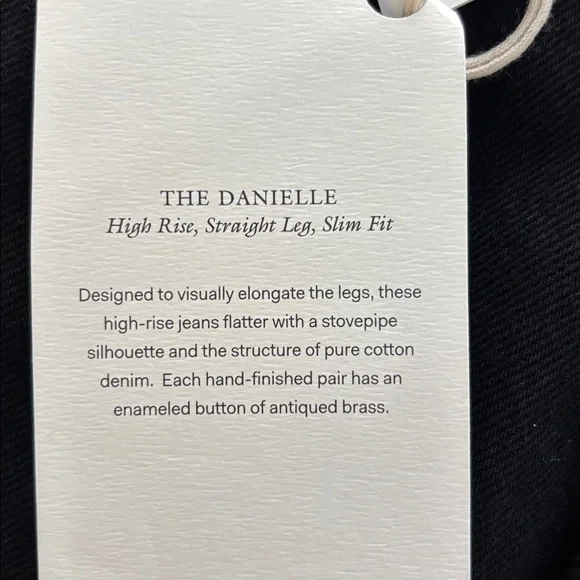 THE DANIELLE
High Rise, Straight Leg, Slim Fit
Designed to visually elongate the legs, these
high-rise jeans flatter with a stovepipe
silhouette and the structure of pure cotton
denim. Each hand-finished pair has an
enameled button of antiqued brass.